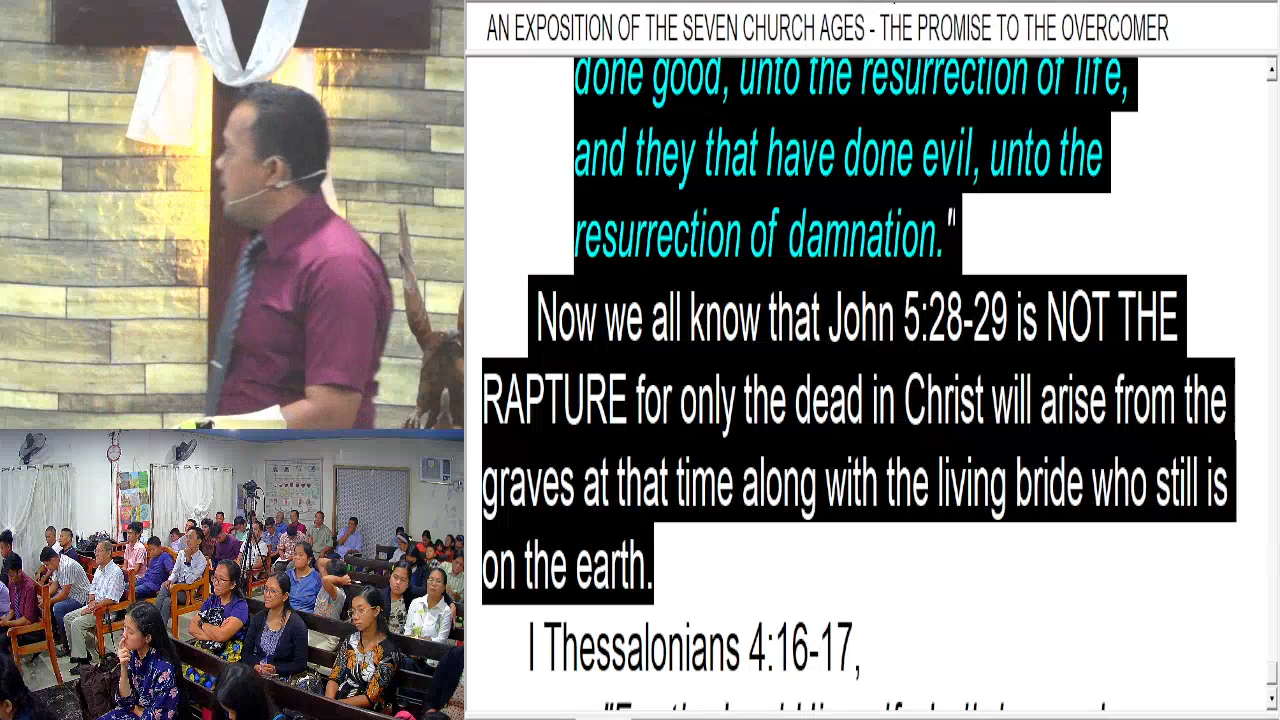 AN EXPOSITION OF THE SEVEN CHURCH AGES - THE PROMISE TO THE OVERCOMER
done good, unto the resurrection of life,
and they that have done evil, unto the
resurrection of damnation."
Now we all know that John 5:28-29 is NOT THE
RAPTURE for only the dead in Christ will arise from the
graves at that time along with the living bride who still is
on the earth.
I Thessalonians 4:16-17,